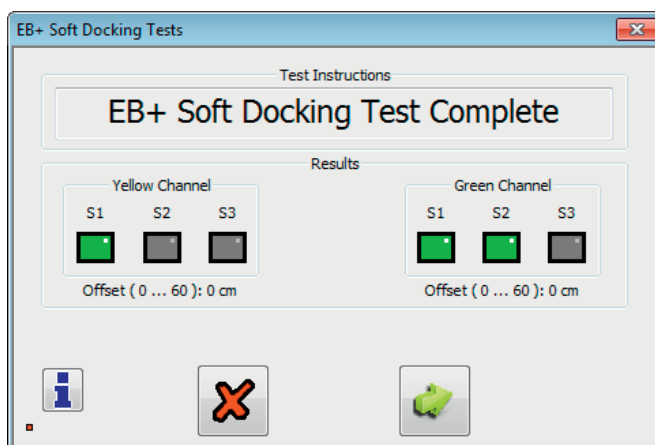 EB+ Soft Docking Tests
Test Instructions
EB+ Soft Docking Test Complete
Results
Yellow Channel
S1 S2 S3
Offset ( 0 ... 60 ): 0 cm
Green Channel
S1 S2 S3
Offset ( 0 ... 60 ): 0 cm